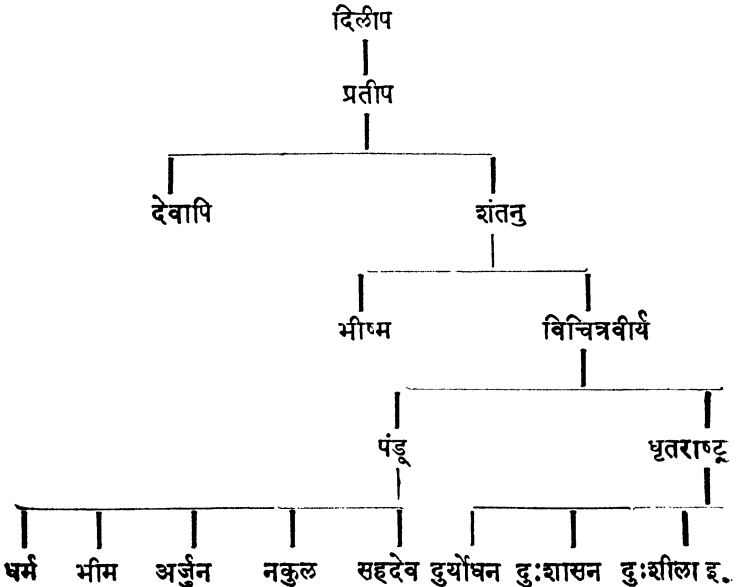 दिलीप
प्रतीप
देवापि शंतनु
भीष्म विचित्रवीर्य
पंडू धृतराष्ट्र
धर्म भीम अर्जुन नकुल सहदेव दुर्योधन दुःशासन दुःशीला इ.